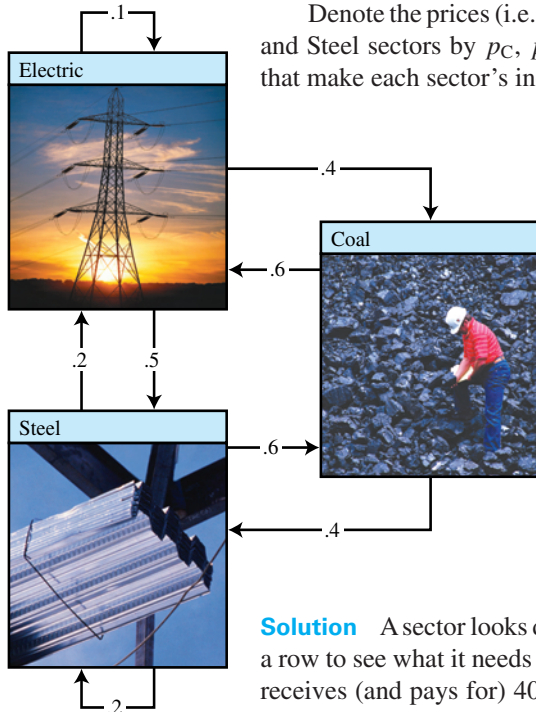 .1
Denote the prices (i.e.
and Steel sectors by pC, p
that make each sector's in
Electric
.4
Coal
.6
.2
.5
Steel
.6
.4
Solution A sector looks
a row to see what it needs
receives (and pays for) 40
.2